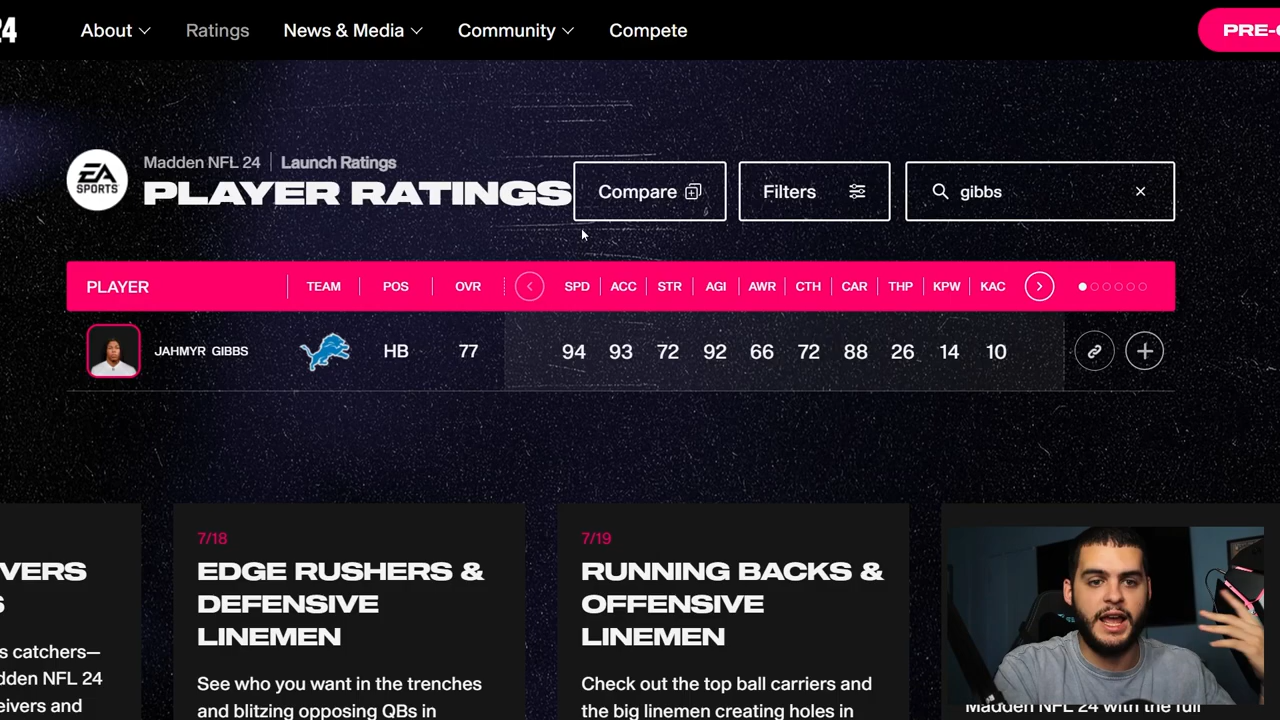 24
About
Ratings
News & Media
Community
Compete
PRE-
EA
SPORTS
Madden NFL 24 | Launch Ratings
PLAYER RATINGS
Compare
Filters
gibbs
PLAYER TEAM POS OVR SPD ACC STR AGI AWR CTH CAR THP KPW KAC
JAHMYR GIBBS HB 77 94 93 72 92 66 72 88 26 14 10
VERS
S
s catchers—
dden NFL 24
eivers and
7/18
EDGE RUSHERS &
DEFENSIVE
LINEMEN
See who you want in the trenches
and blitzing opposing QBs in
7/19
RUNNING BACKS &
OFFENSIVE
LINEMEN
Check out the top ball carriers and
the big linemen creating holes in
Madden NFL 24 with the full